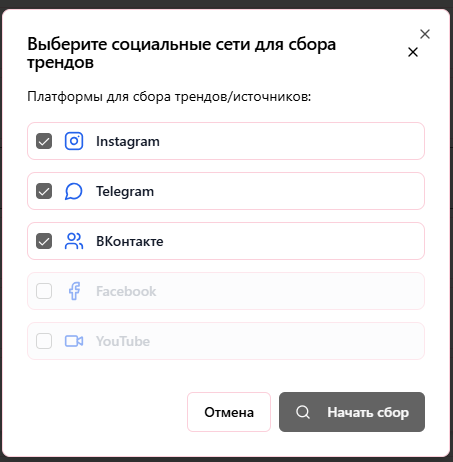 Выберите социальные сети для сбора
трендов
Платформы для сбора трендов/источников:
Instagram
Telegram
ВКонтакте
Facebook
YouTube
Отмена
Начать сбор